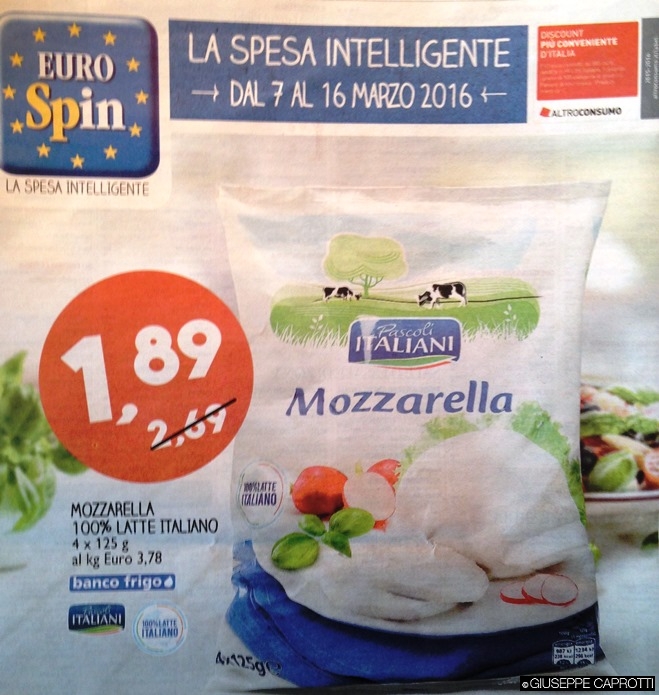 EURO
Spin
LA SPESA INTELLIGENTE
LA SPESA INTELLIGENTE
DAL 7 AL 16 MARZO 2016
DISCOUNT
PIÙ CONVENIENTE
D'ITALIA
ALTROCONSUMO
1,89
2,69
Pascoli
ITALIANI
Mozzarella
100% LATTE
ITALIANO
MOZZARELLA
100% LATTE ITALIANO
4 x 125 g
al kg Euro 3,78
banco frigo
Pascoli
ITALIANI
100% LATTE
ITALIANO
4x125g
©GIUSEPPE CAPROTTI